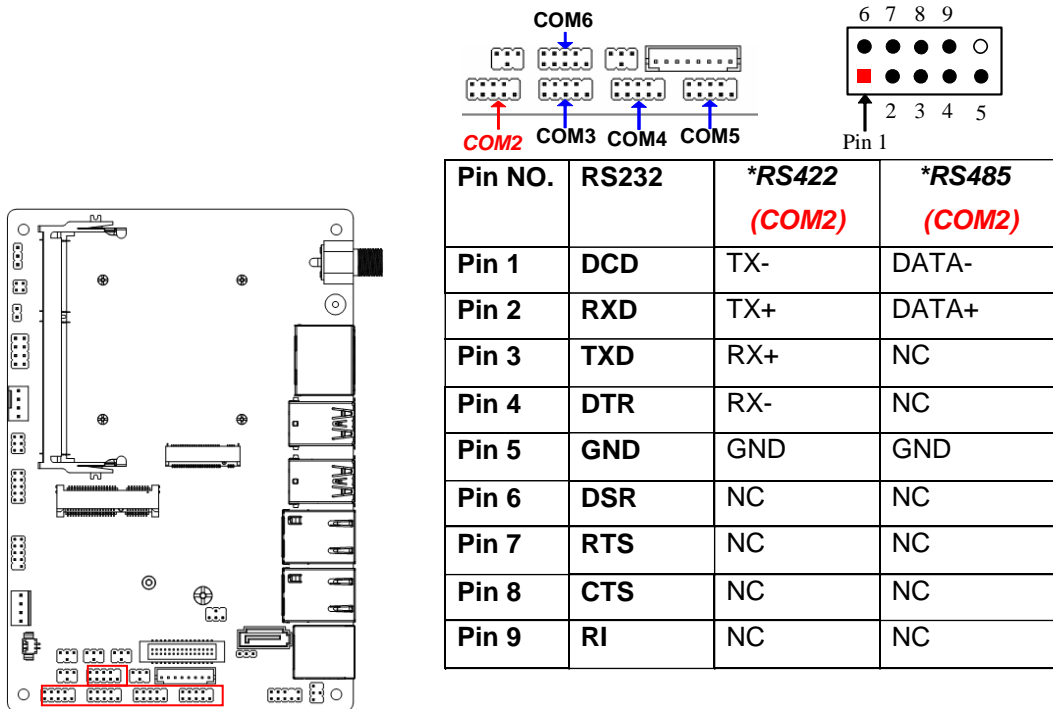 COM6
COM2 COM3 COM4 COM5
6 7 8 9
2 3 4 5
Pin 1
Pin NO. RS232 *RS422 (COM2) *RS485 (COM2)
Pin 1 DCD TX- DATA-
Pin 2 RXD TX+ DATA+
Pin 3 TXD RX+ NC
Pin 4 DTR RX- NC
Pin 5 GND GND GND
Pin 6 DSR NC NC
Pin 7 RTS NC NC
Pin 8 CTS NC NC
Pin 9 RI NC NC